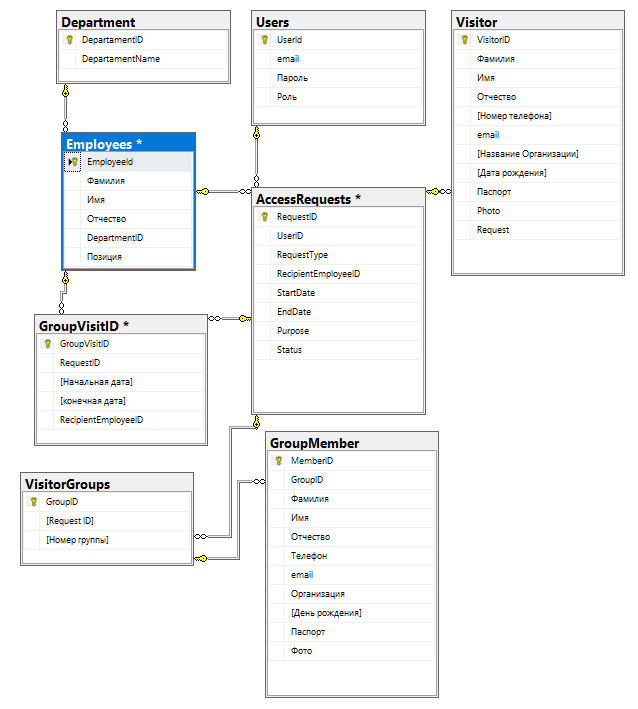 Department
DepartamentID
DepartamentName
Users
UserId
email
Пароль
Роль
Visitor
VisitorID
Фамилия
Имя
Отчество
[Номер телефона]
email
[Название Организации]
[Дата рождения]
Паспорт
Photo
Request
Employees *
EmployeeId
Фамилия
Имя
Отчество
DepartmentID
Позиция
AccessRequests *
RequestID
UserID
RequestType
RecipientEmployeeID
StartDate
EndDate
Purpose
Status
GroupVisitID *
GroupVisitID
RequestID
[Начальная дата]
[конечная дата]
RecipientEmployeeID
GroupMember
MemberID
GroupID
Фамилия
Имя
Отчество
Телефон
email
Организация
[День рождения]
Паспорт
Фото
VisitorGroups
GroupID
[Request ID]
[Номер группы]